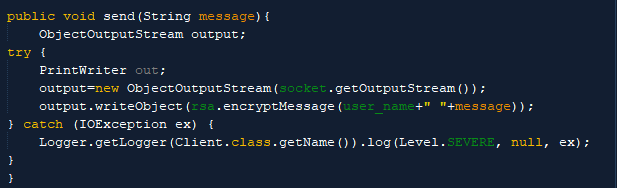 public void send(String message){
    ObjectOutputStream output;
try {
    PrintWriter out;
    output=new ObjectOutputStream(socket.getOutputStream());
    output.writeObject(rsa.encryptMessage(user_name+" "+message));
} catch (IOException ex) {
    Logger.getLogger(Client.class.getName()).log(Level.SEVERE, null, ex);
}
}